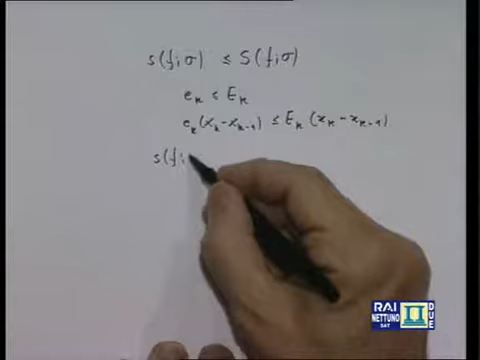 s(f;σ) ≤ S(f;σ)
e_k ≤ E_k
e_k(x_k-x_{k-1}) ≤ E_k(x_k-x_{k-1})
s(f;
RAI
NETTUNO
SAT
DUE